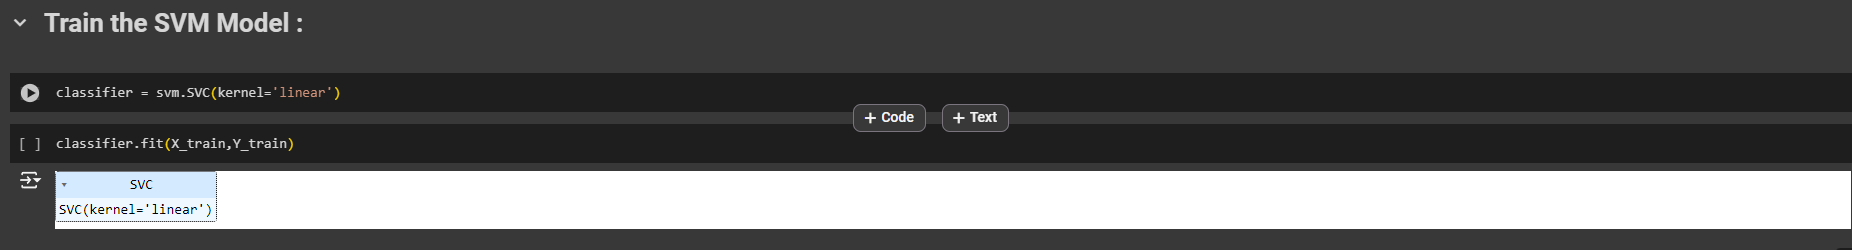 Train the SVM Model :
classifier = svm.SVC(kernel='linear')
+ Code + Text
[ ] classifier.fit(X_train,Y_train)
SVC
SVC(kernel='linear')